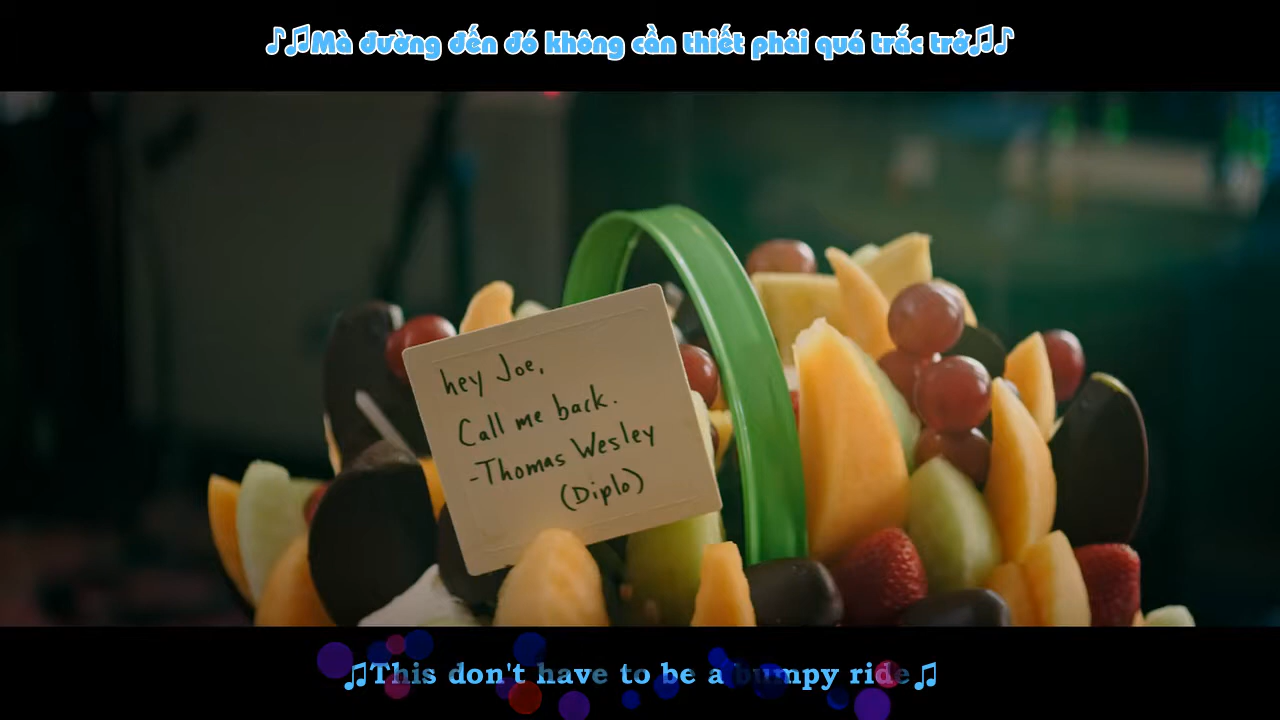 ♪♫Mà đường đến đó không cần thiết phải quá trắc trở♫♪
hey Joe,
Call me back.
-Thomas Wesley
(Diplo)
♫This don't have to be a bumpy ride♫